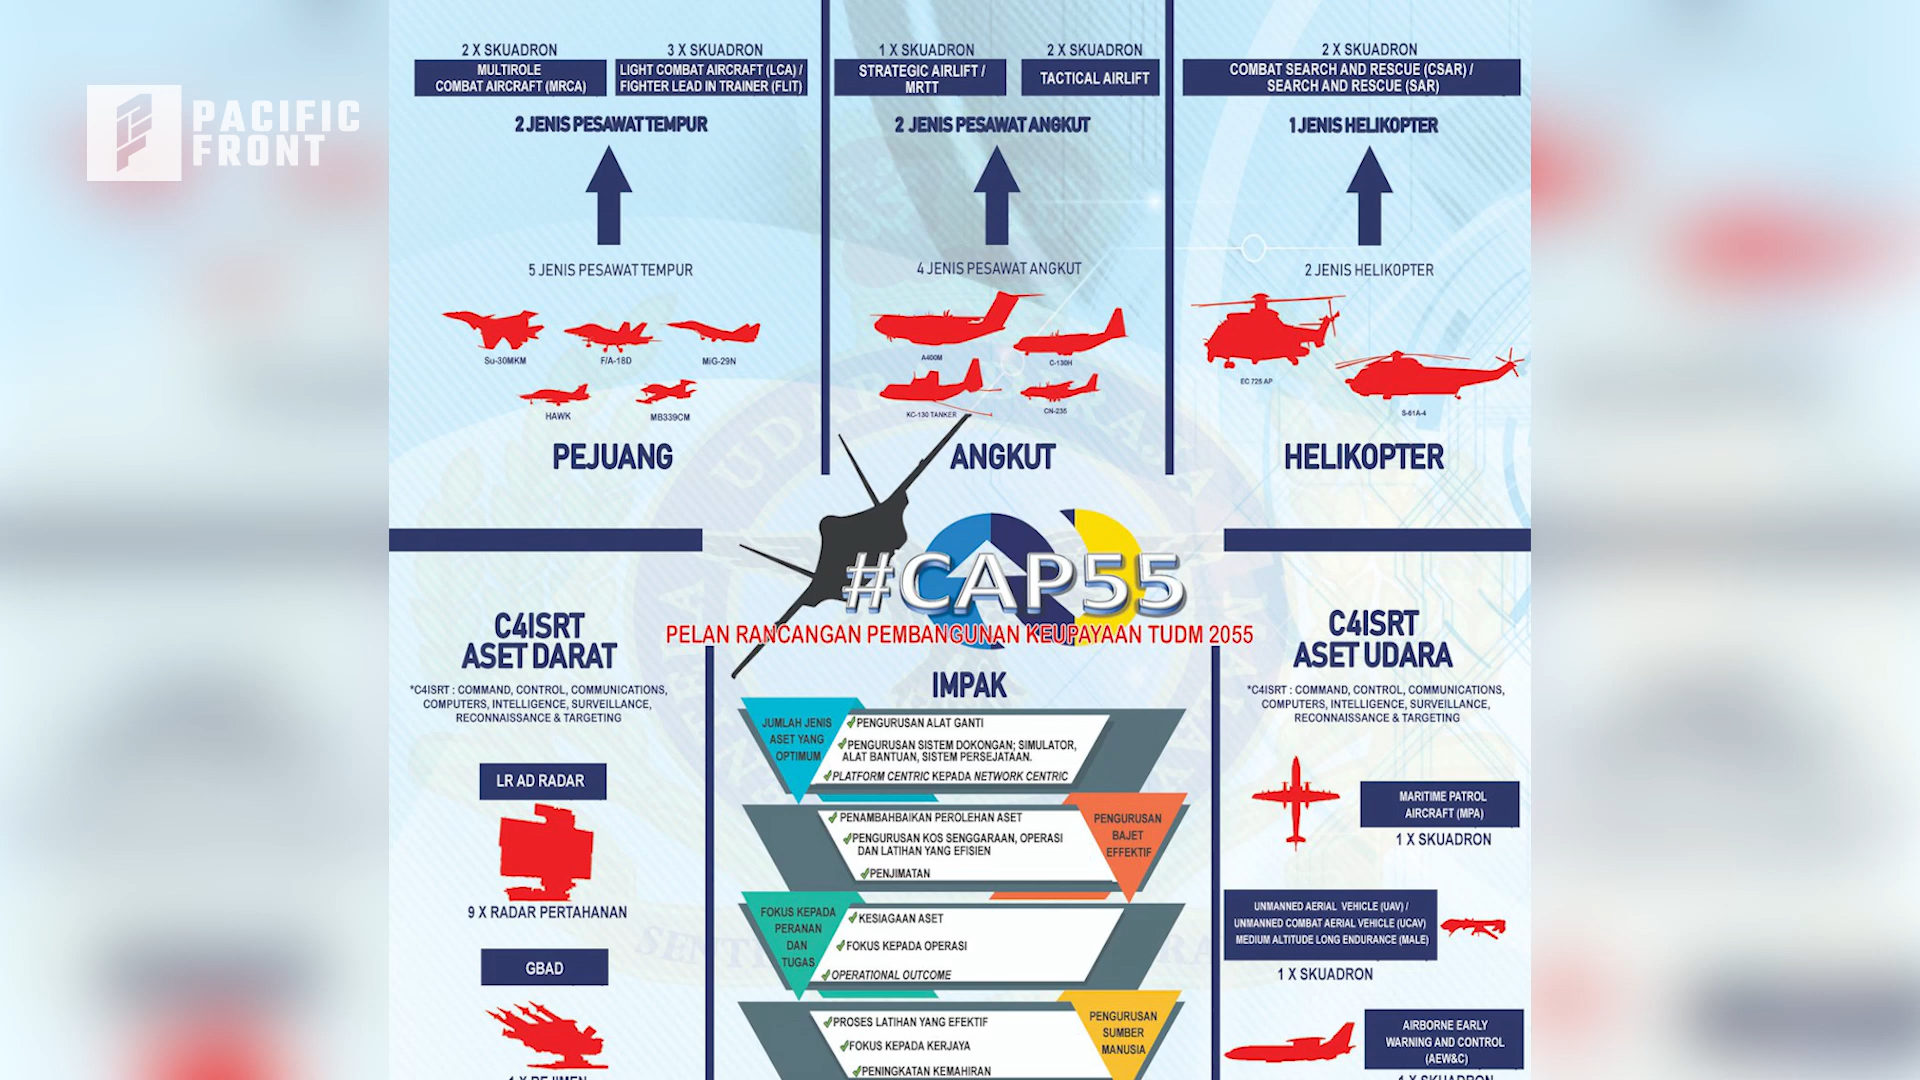 PACIFIC
FRONT
2 X SKUADRON
MULTIROLE
COMBAT AIRCRAFT (MRCA)
3 X SKUADRON
LIGHT COMBAT AIRCRAFT (LCA) /
FIGHTER LEAD IN TRAINER (FLIT)
2 JENIS PESAWAT TEMPUR
5 JENIS PESAWAT TEMPUR
Su-30MKM
F/A-18D
MiG-29N
HAWK
MB339CM
PEJUANG
1 X SKUADRON
STRATEGIC AIRLIFT /
MRTT
2 X SKUADRON
TACTICAL AIRLIFT
2 JENIS PESAWAT ANGKUT
4 JENIS PESAWAT ANGKUT
A400M
C-130H
KC-130 TANKER
CN-235
ANGKUT
2 X SKUADRON
COMBAT SEARCH AND RESCUE (CSAR) /
SEARCH AND RESCUE (SAR)
1 JENIS HELIKOPTER
2 JENIS HELIKOPTER
EC 725 AP
S-61A-4
HELIKOPTER
#CAP55
PELAN RANCANGAN PEMBANGUNAN KEUPAYAAN TUDM 2055
C4ISRT
ASET DARAT
*C4ISRT : COMMAND, CONTROL, COMMUNICATIONS,
COMPUTERS, INTELLIGENCE, SURVEILLANCE,
RECONNAISSANCE & TARGETING
LR AD RADAR
9 X RADAR PERTAHANAN
GBAD
1 X REJIMEN
IMPAK
JUMLAH JENIS
ASET YANG
OPTIMUM
PENGURUSAN ALAT GANTI
PENGURUSAN SISTEM DOKONGAN; SIMULATOR,
ALAT BANTUAN, SISTEM PERSEJATAAN.
PLATFORM CENTRIC KEPADA NETWORK CENTRIC
PENAMBAHBAIKAN PEROLEHAN ASET
PENGURUSAN KOS SENGGARAAN, OPERASI
DAN LATIHAN YANG EFISIEN
PENJIMATAN
PENGURUSAN
BAJET
EFFEKTIF
FOKUS KEPADA
PERANAN
DAN
TUGAS
KESIAGAAN ASET
FOKUS KEPADA OPERASI
OPERATIONAL OUTCOME
PROSES LATIHAN YANG EFEKTIF
FOKUS KEPADA KERJAYA
PENINGKATAN KEMAHIRAN
PENGURUSAN
SUMBER
MANUSIA
C4ISRT
ASET UDARA
*C4ISRT : COMMAND, CONTROL, COMMUNICATIONS,
COMPUTERS, INTELLIGENCE, SURVEILLANCE,
RECONNAISSANCE & TARGETING
MARITIME PATROL
AIRCRAFT (MPA)
1 X SKUADRON
UNMANNED AERIAL VEHICLE (UAV) /
UNMANNED COMBAT AERIAL VEHICLE (UCAV)
MEDIUM ALTITUDE LONG ENDURANCE (MALE)
1 X SKUADRON
AIRBORNE EARLY
WARNING AND CONTROL
(AEW&C)
1 X SKUADRON